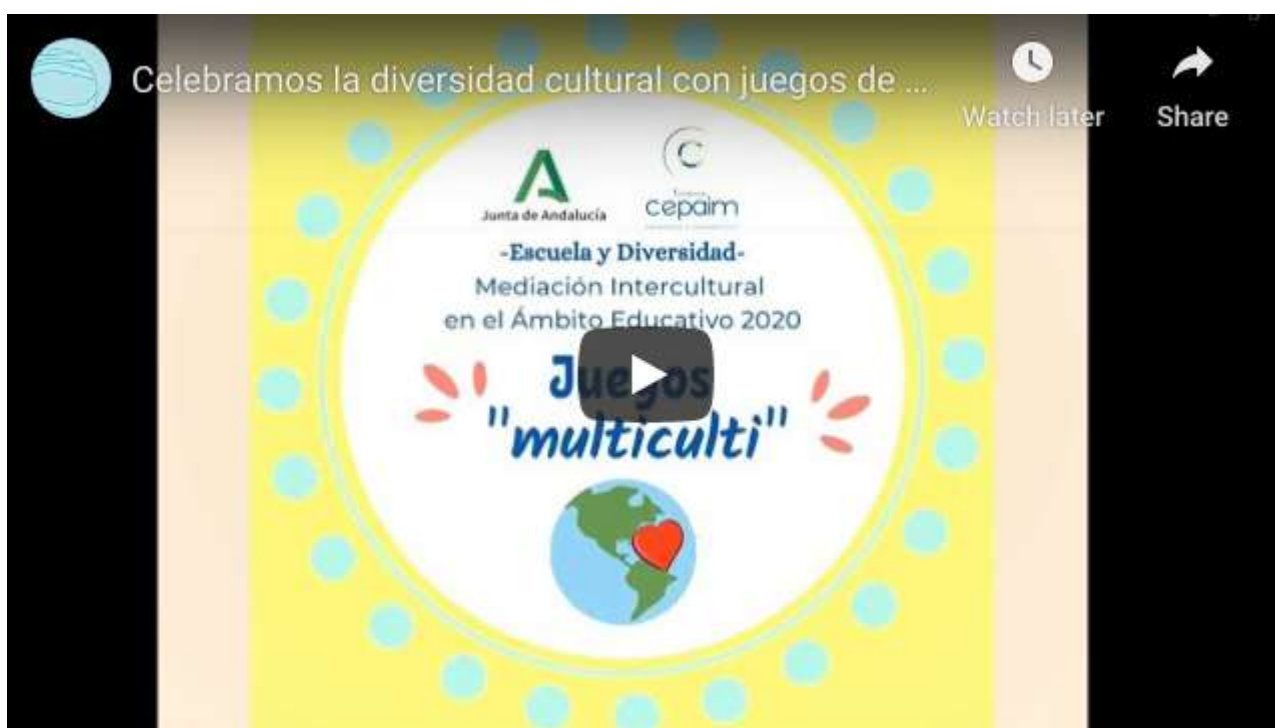 Celebramos la diversidad cultural con juegos de ...
Watch later
Share
Junta de Andalucía
cepaim
-Escuela y Diversidad-
Mediación Intercultural
en el Ámbito Educativo 2020
Juegos
"multiculti"